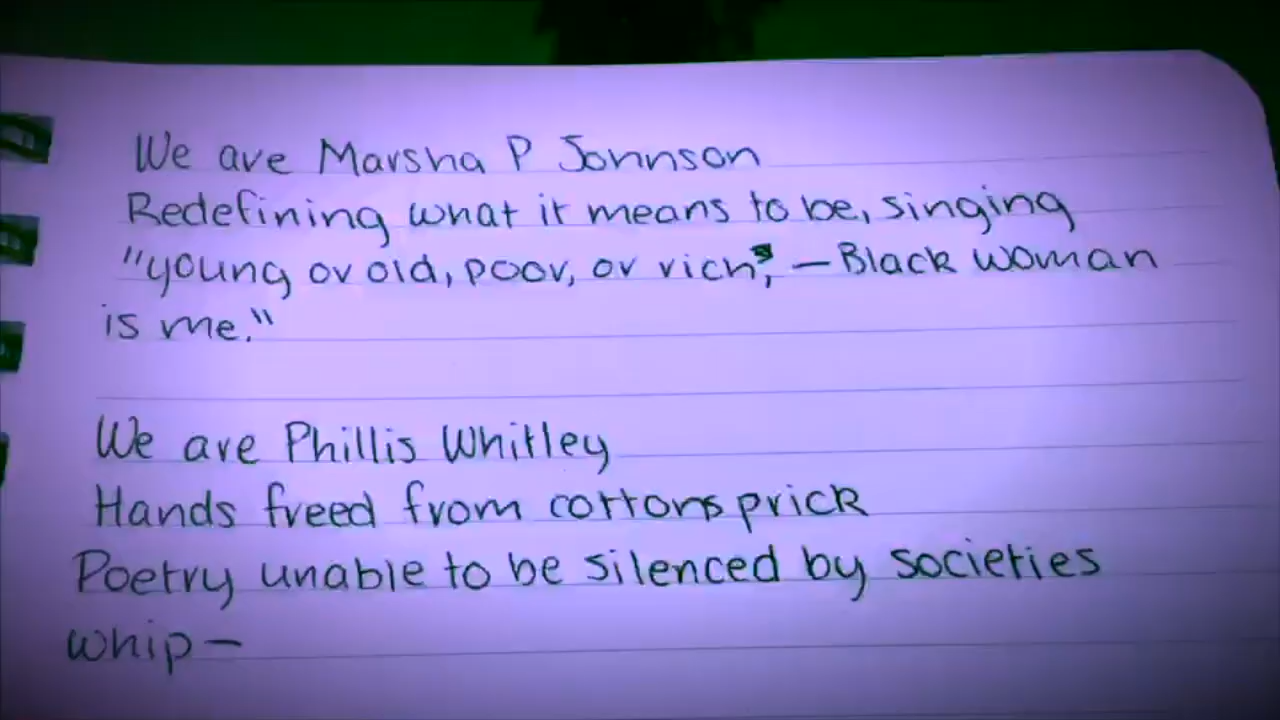 We are Marsha P Johnson
Redefining what it means to be, singing
"young or old, poor, or rich, —Black woman
is me."
We are Phillis Whitley
Hands freed from cottons prick
Poetry unable to be silenced by societies
whip—